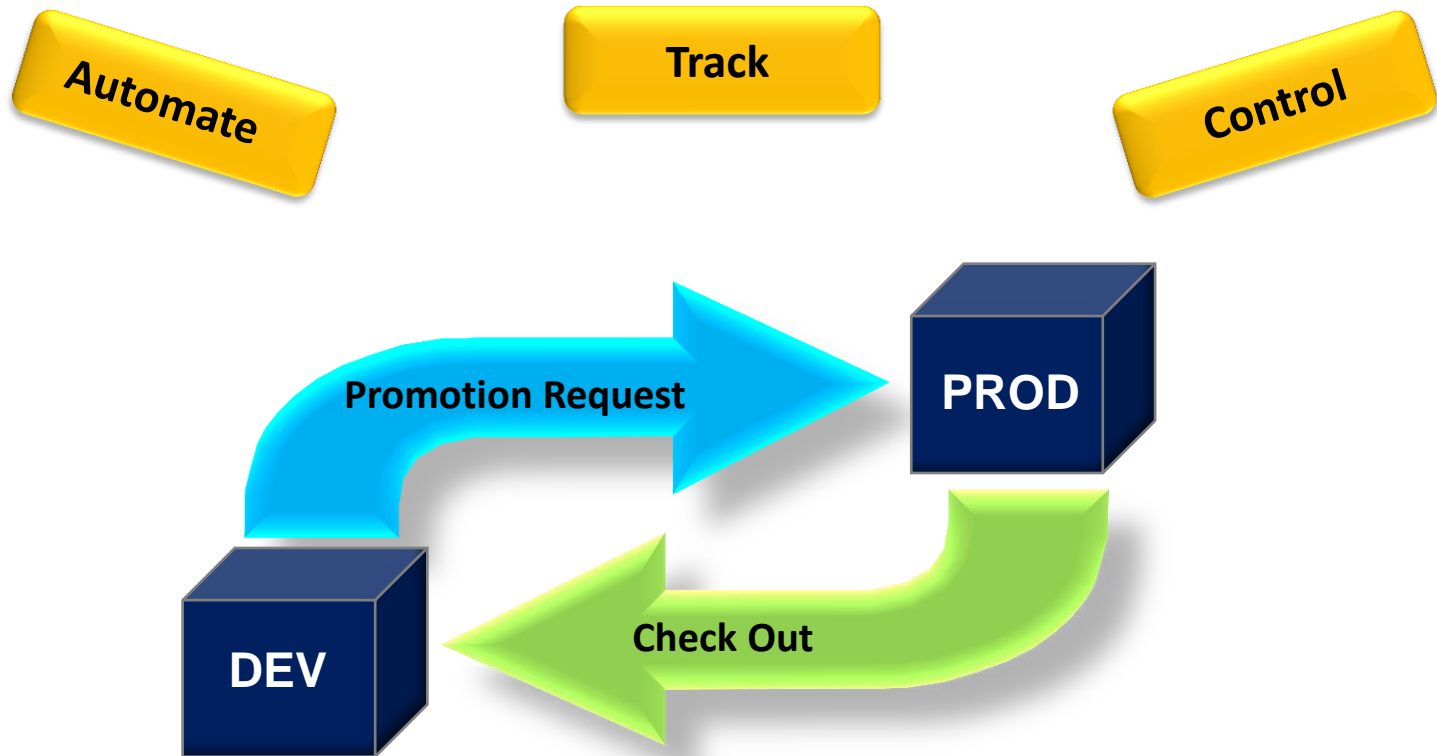 Automate
Track
Control
Promotion Request
PROD
Check Out
DEV